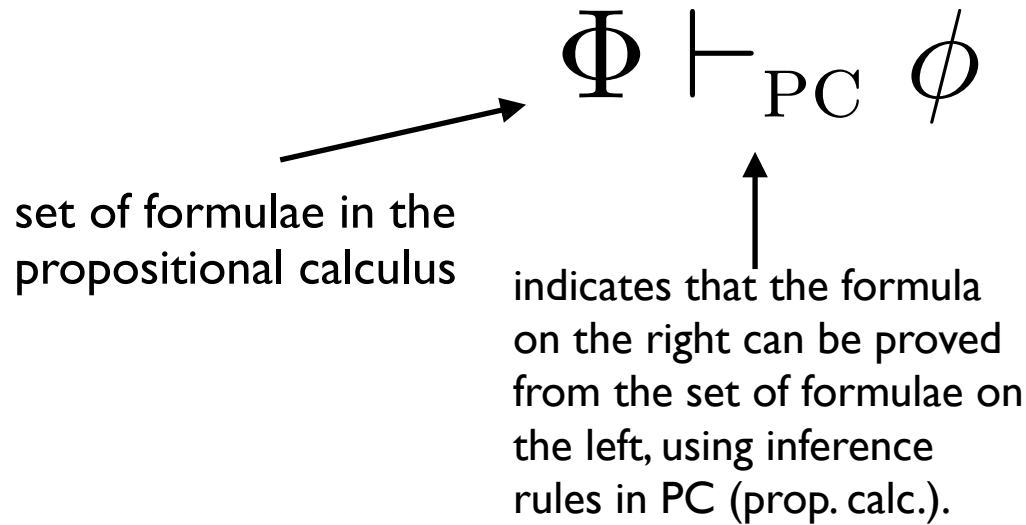 Φ ⊢PC ϕ
set of formulae in the
propositional calculus
indicates that the formula
on the right can be proved
from the set of formulae on
the left, using inference
rules in PC (prop. calc.).